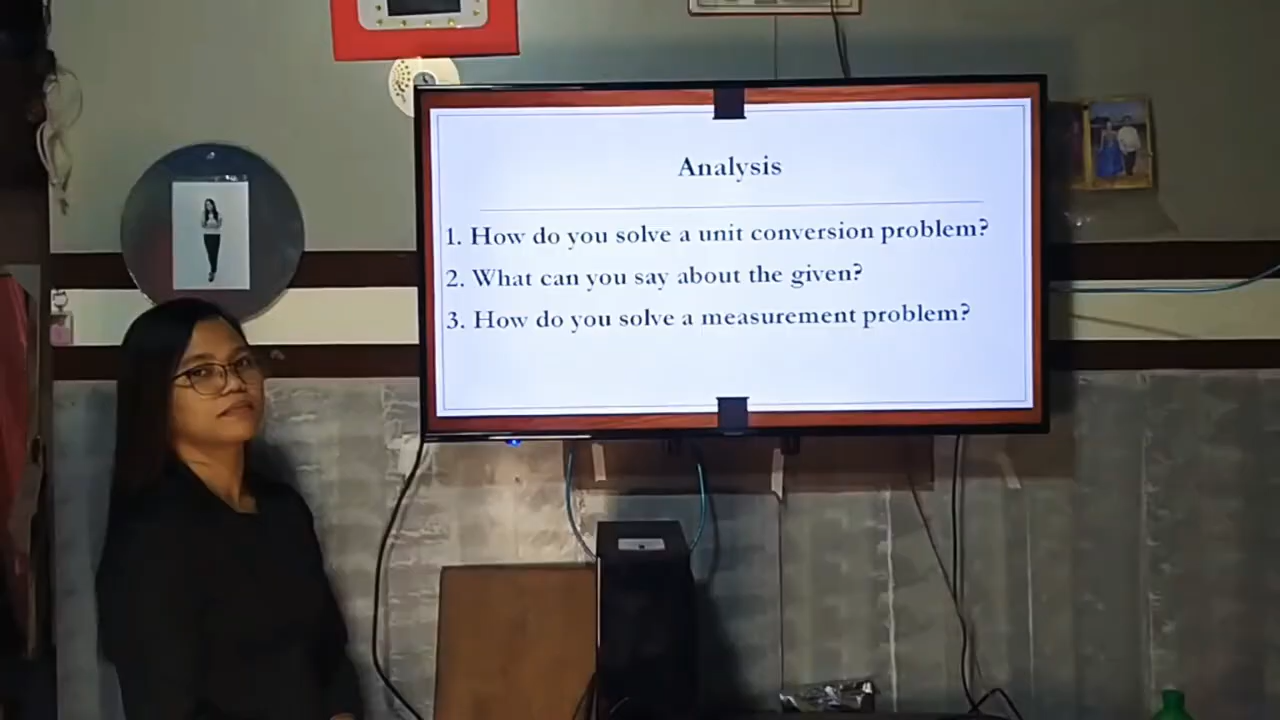 Analysis
1. How do you solve a unit conversion problem?
2. What can you say about the given?
3. How do you solve a measurement problem?